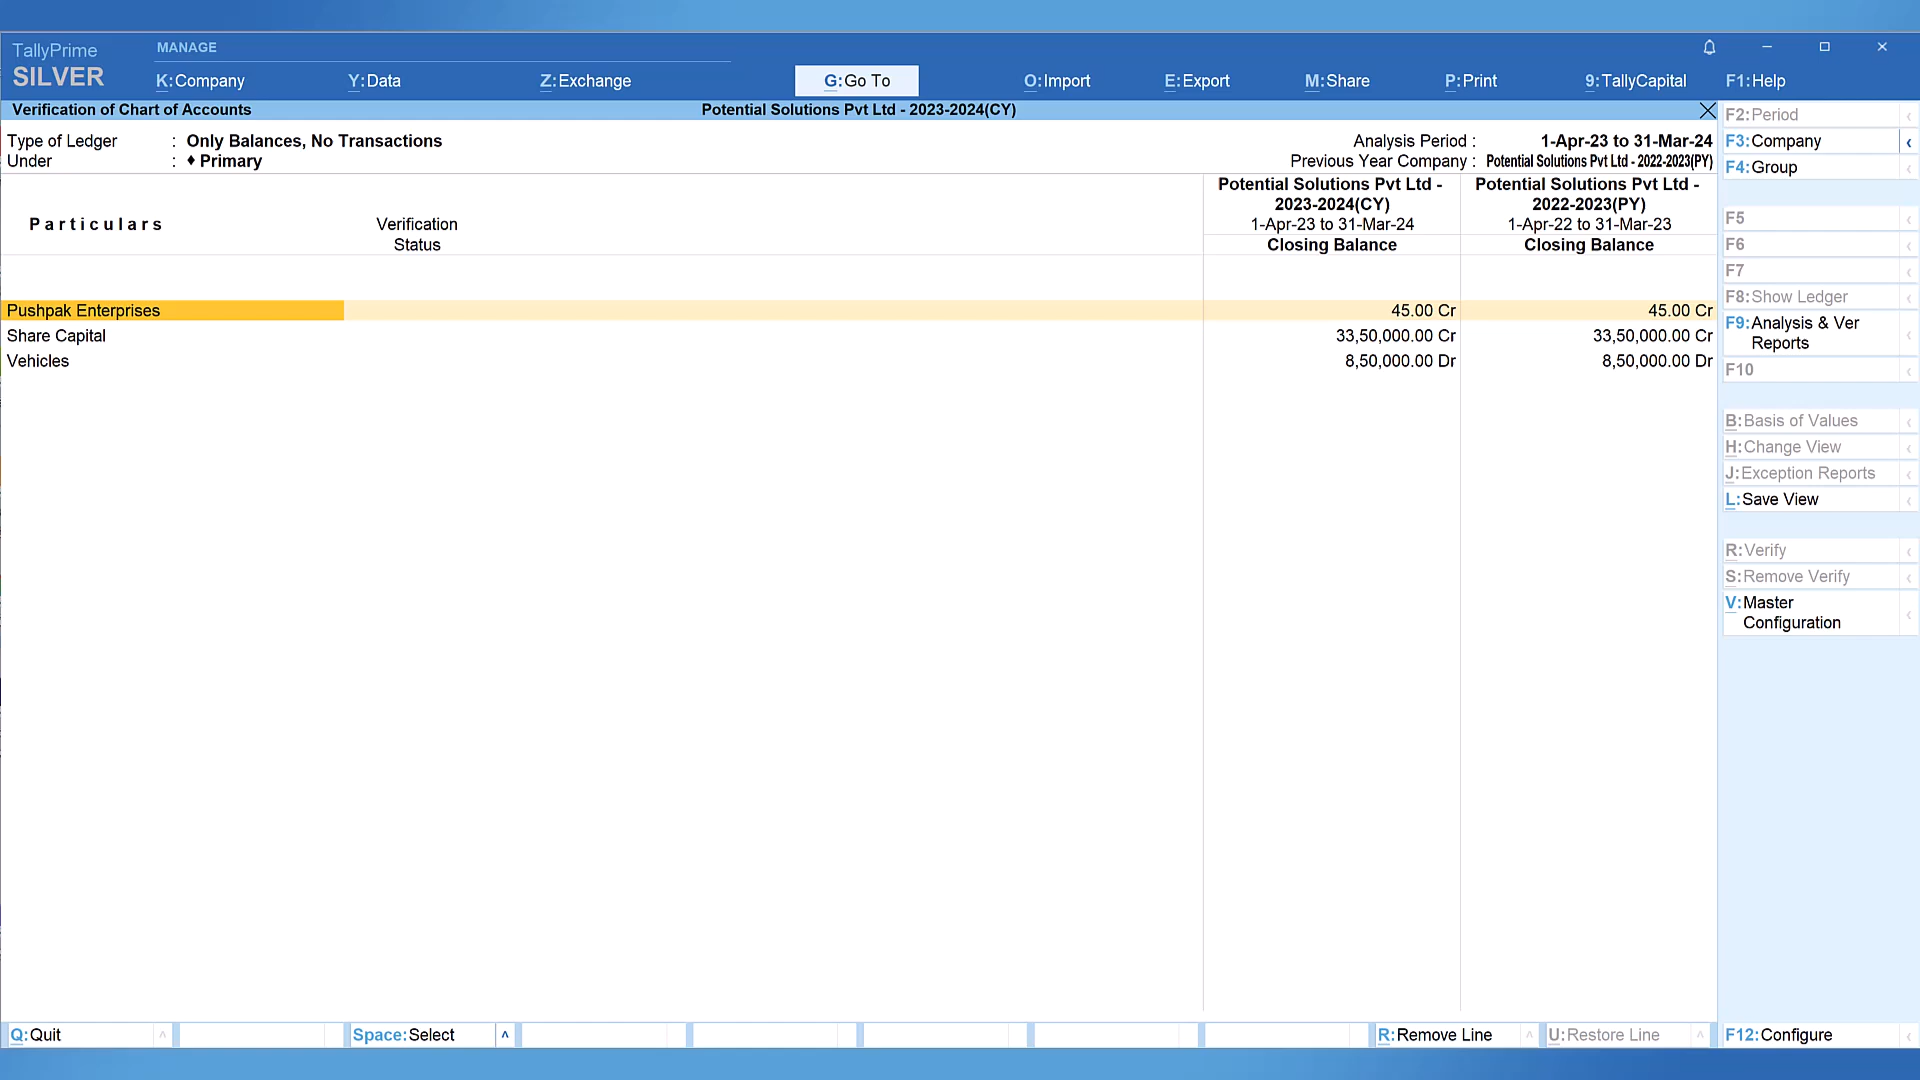 TallyPrime
SILVER
MANAGE
K:Company Y:Data Z:Exchange G:Go To O:Import E:Export M:Share P:Print 9:TallyCapital F1:Help
Verification of Chart of Accounts Potential Solutions Pvt Ltd - 2023-2024(CY)
Type of Ledger : Only Balances, No Transactions Analysis Period : 1-Apr-23 to 31-Mar-24
Under : ♦ Primary Previous Year Company : Potential Solutions Pvt Ltd - 2022-2023(PY)
Potential Solutions Pvt Ltd - Potential Solutions Pvt Ltd -
2023-2024(CY) 2022-2023(PY)
Particulars Verification 1-Apr-23 to 31-Mar-24 1-Apr-22 to 31-Mar-23
Status Closing Balance Closing Balance
Pushpak Enterprises 45.00 Cr 45.00 Cr
Share Capital 33,50,000.00 Cr 33,50,000.00 Cr
Vehicles 8,50,000.00 Dr 8,50,000.00 Dr
F2:Period
F3:Company
F4:Group
F5
F6
F7
F8:Show Ledger
F9:Analysis & Ver
Reports
F10
B:Basis of Values
H:Change View
J:Exception Reports
L:Save View
R:Verify
S:Remove Verify
V:Master
Configuration
Q:Quit Space:Select R:Remove Line U:Restore Line F12:Configure